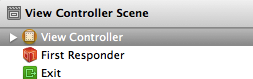 View Controller Scene
View Controller
First Responder
Exit